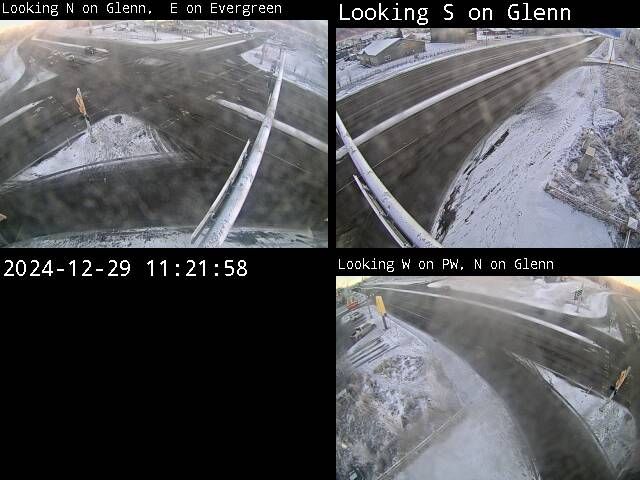 Looking N on Glenn,  E on Evergreen
Looking S on Glenn
2024-12-29 11:21:58
Looking W on PW, N on Glenn